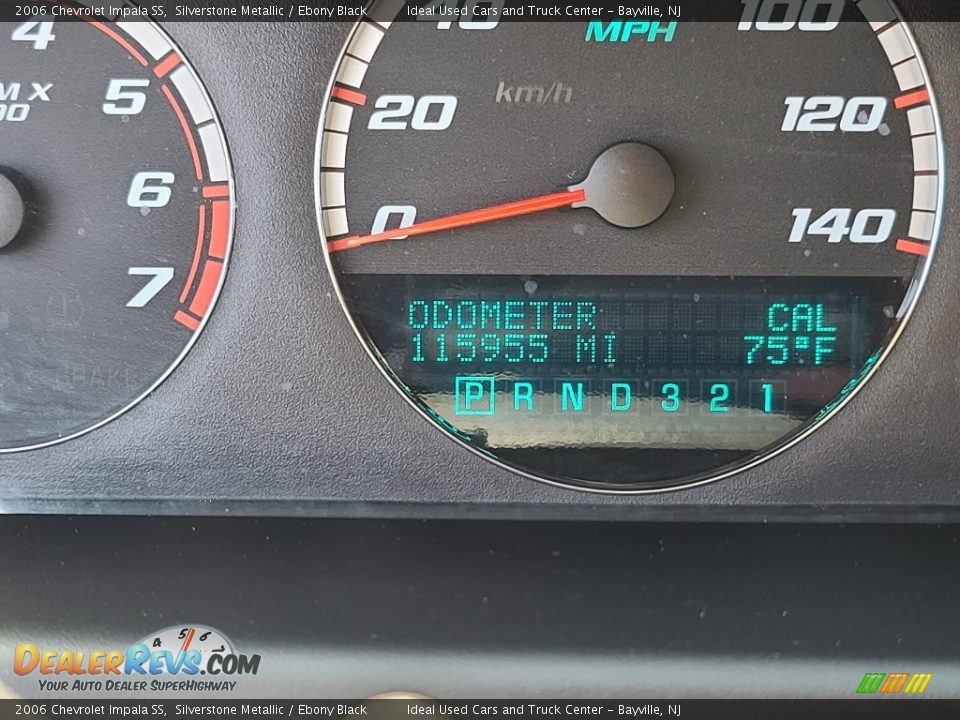 2006 Chevrolet Impala SS, Silverstone Metallic / Ebony Black Ideal Used Cars and Truck Center - Bayville, NJ
4
5
6
7
20
0
MPH
km/h
100
120
140
ODOMETER CAL
115955 MI 75°F
P R N D 3 2 1
4 5 6
DEALERREVS.COM
YOUR AUTO DEALER SUPERHIGHWAY
2006 Chevrolet Impala SS, Silverstone Metallic / Ebony Black Ideal Used Cars and Truck Center - Bayville, NJ